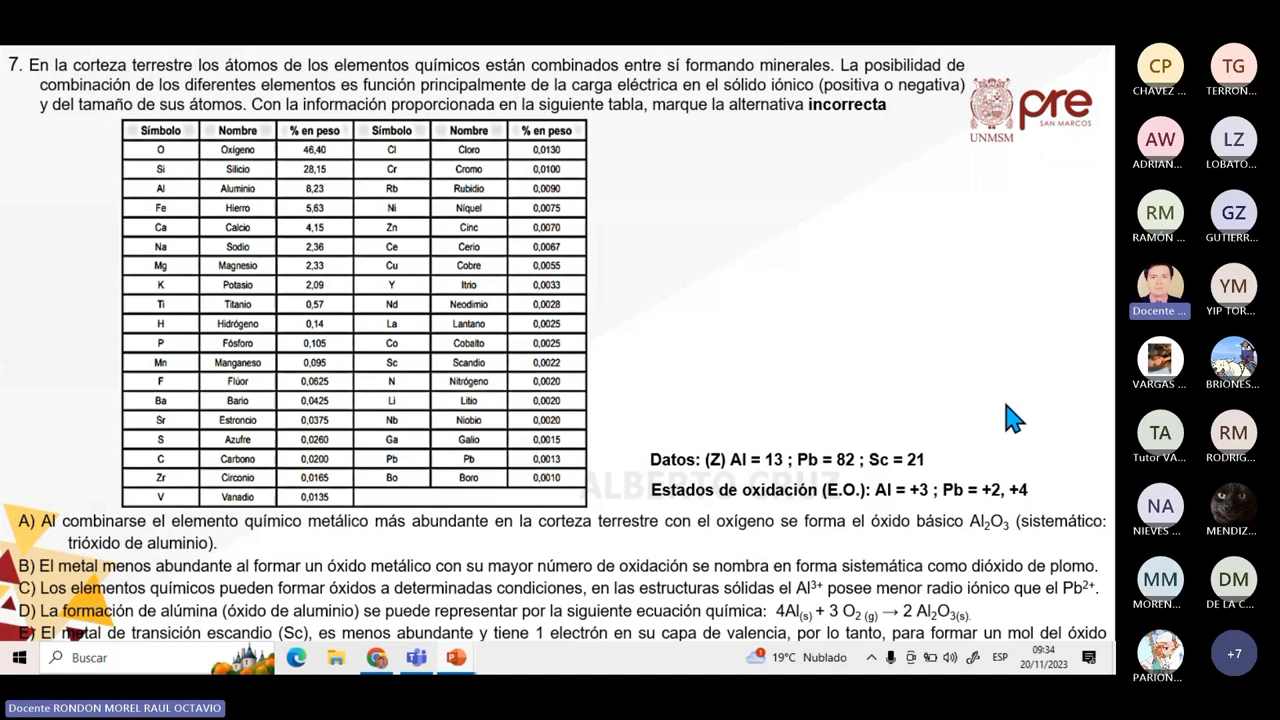 7. En la corteza terrestre los átomos de los elementos químicos están combinados entre sí formando minerales. La posibilidad de
combinación de los diferentes elementos es función principalmente de la carga eléctrica en el sólido iónico (positiva o negativa)
y del tamaño de sus átomos. Con la información proporcionada en la siguiente tabla, marque la alternativa incorrecta
UNMSM
pre
SAN MARCOS
Símbolo Nombre % en peso Símbolo Nombre % en peso
O Oxígeno 46,40 Cl Cloro 0,0130
Si Silicio 28,15 Cr Cromo 0,0100
Al Aluminio 8,23 Rb Rubidio 0,0090
Fe Hierro 5,63 Ni Níquel 0,0075
Ca Calcio 4,15 Zn Cinc 0,0070
Na Sodio 2,36 Ce Cerio 0,0067
Mg Magnesio 2,33 Cu Cobre 0,0055
K Potasio 2,09 Y Itrio 0,0033
Ti Titanio 0,57 Nd Neodimio 0,0028
H Hidrógeno 0,14 La Lantano 0,0025
P Fósforo 0,105 Co Cobalto 0,0025
Mn Manganeso 0,095 Sc Scandio 0,0022
F Flúor 0,0625 N Nitrógeno 0,0020
Ba Bario 0,0425 Li Litio 0,0020
Sr Estroncio 0,0375 Nb Niobio 0,0020
S Azufre 0,0260 Ga Galio 0,0015
C Carbono 0,0200 Pb Pb 0,0013
Zr Circonio 0,0165 Bo Boro 0,0010
V Vanadio 0,0135
ALBERTO CRUZ
Datos: (Z) Al = 13 ; Pb = 82 ; Sc = 21
Estados de oxidación (E.O.): Al = +3 ; Pb = +2, +4
A) Al combinarse el elemento químico metálico más abundante en la corteza terrestre con el oxígeno se forma el óxido básico Al₂O₃ (sistemático:
trióxido de aluminio).
B) El metal menos abundante al formar un óxido metálico con su mayor número de oxidación se nombra en forma sistemática como dióxido de plomo.
C) Los elementos químicos pueden formar óxidos a determinadas condiciones, en las estructuras sólidas el Al³⁺ posee menor radio iónico que el Pb²⁺.
D) La formación de alúmina (óxido de aluminio) se puede representar por la siguiente ecuación química: 4Al(s) + 3 O₂ (g) → 2 Al₂O₃(s).
E) El metal de transición escandio (Sc), es menos abundante y tiene 1 electrón en su capa de valencia, por lo tanto, para formar un mol del óxido
Buscar
19°C Nublado
ESP
09:34
20/11/2023
Docente RONDON MOREL RAUL OCTAVIO
CP
CHAVEZ ...
TG
TERRON...
AW
ADRIAN...
LZ
LOBATO...
RM
RAMÓN ...
GZ
GUTIERR...
Docente ...
YM
YIP TOR...
VARGAS ...
BRIONES...
TA
Tutor VA...
RM
RODRIG...
NA
NIEVES ...
MENDIZ...
MM
MOREN...
DM
DE LA C...
PARION...
+7